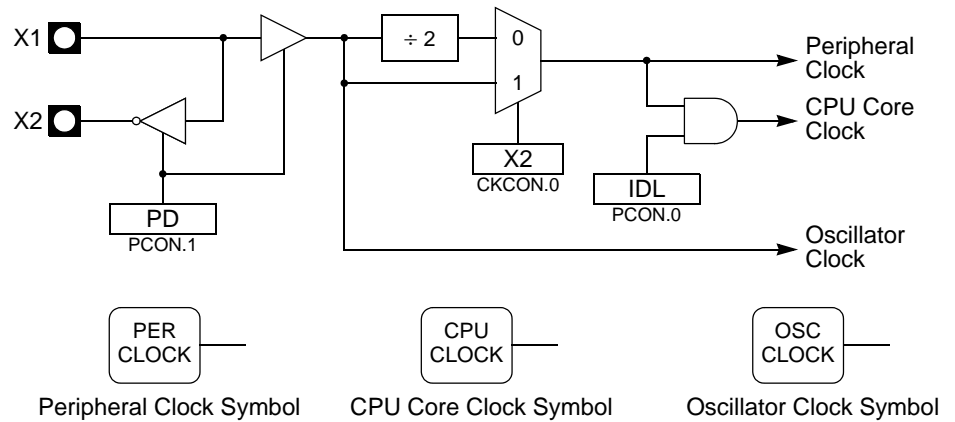 X1
÷ 2
0
Peripheral
Clock
1
X2
CPU Core
Clock
X2
CKCON.0
IDL
PCON.0
PD
PCON.1
Oscillator
Clock
PER
CLOCK
CPU
CLOCK
OSC
CLOCK
Peripheral Clock Symbol
CPU Core Clock Symbol
Oscillator Clock Symbol